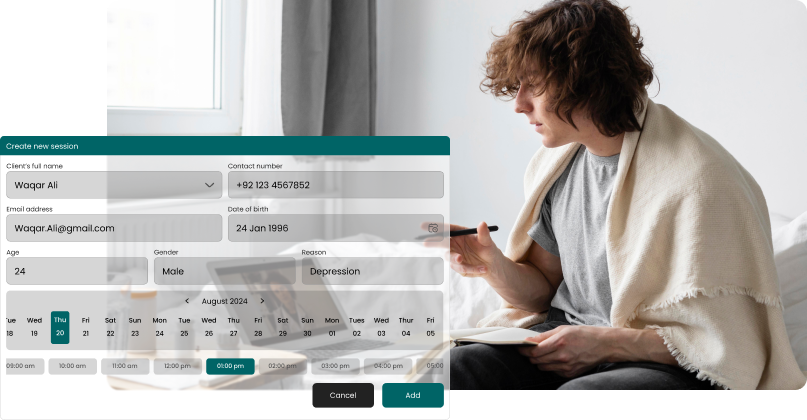 Create new session
Client's full name Contact number
Waqar Ali +92 123 4567852
Email address Date of birth
Waqar.Ali@gmail.com 24 Jan 1996
Age Gender Reason
24 Male Depression
< August 2024 >
Tue Wed Thu Fri Sat Sun Mon Tue Wed Thu Fri Sat Sun Mon Tues Wed Thur Fri
18 19 20 21 22 23 24 25 26 27 28 29 30 01 02 03 04 05
09:00 am 10:00 am 11:00 am 12:00 pm 01:00 pm 02:00 pm 03:00 pm 04:00 pm 05:00
Cancel Add